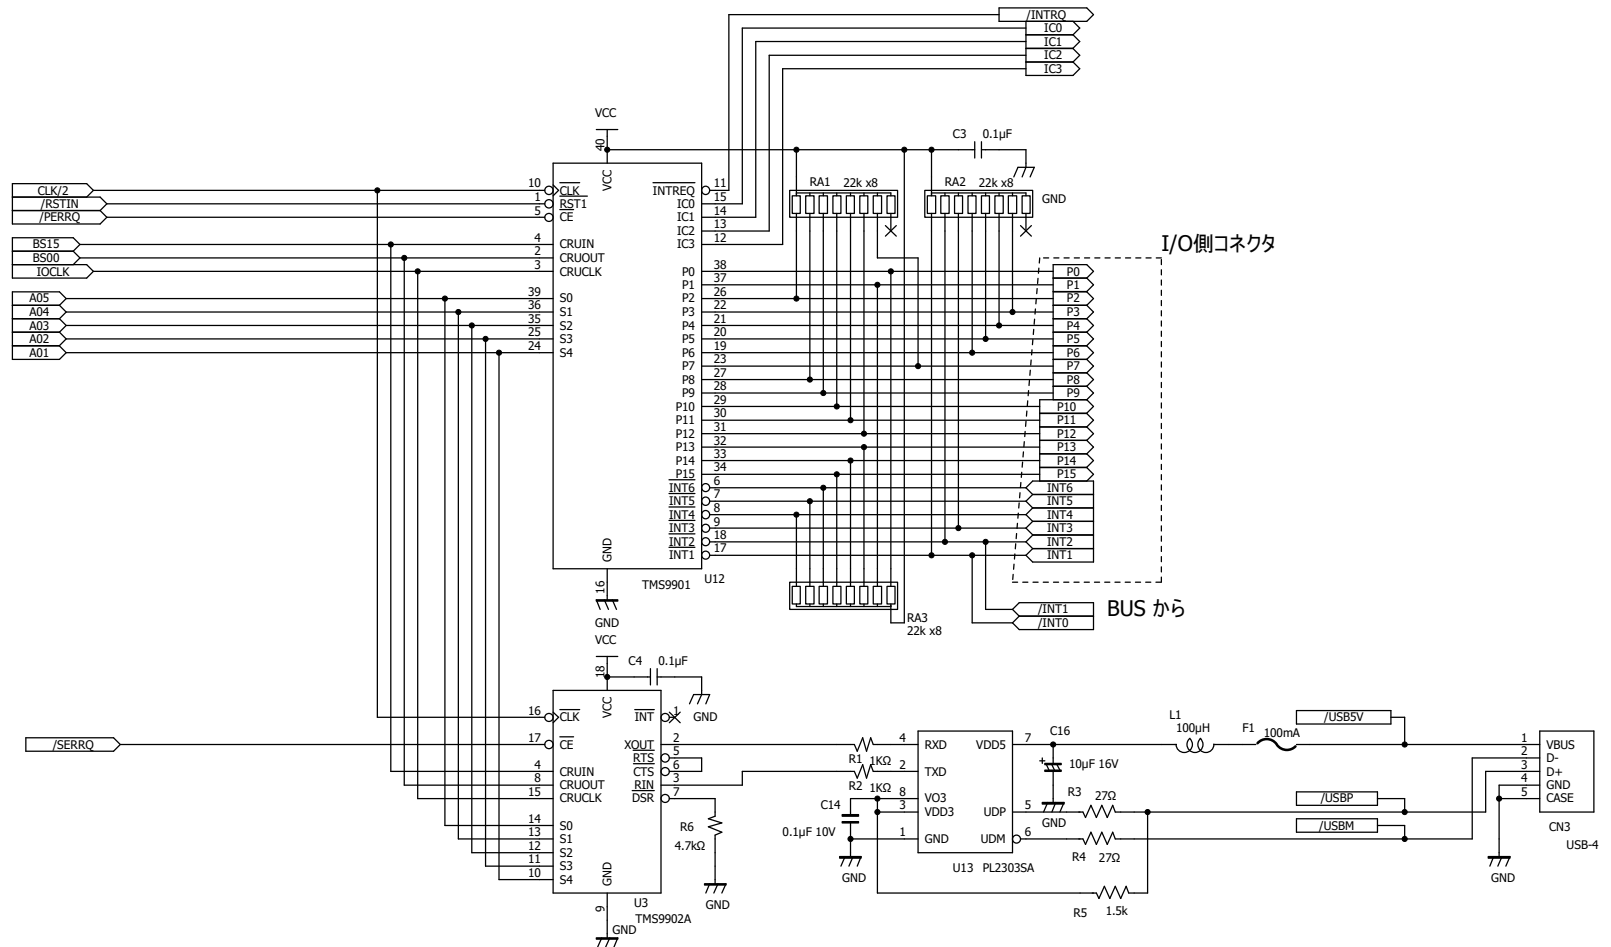 /INTRQ
IC0
IC1
IC2
IC3
VCC
40
C3 0.1µF
GND
CLK/2
/RSTIN
/PERRQ
BS15
BS00
IOCLK
A05
A04
A03
A02
A01
10
1
5
4
2
3
39
36
35
25
24
VCC
CLK
RST1
CE
CRUIN
CRUOUT
CRUCLK
S0
S1
S2
S3
S4
GND
16
GND
INTREQ 11
IC0 15
IC1 14
IC2 13
IC3 12
P0 38
P1 37
P2 26
P3 22
P4 21
P5 20
P6 19
P7 23
P8 27
P9 28
P10 29
P11 30
P12 31
P13 32
P14 33
P15 34
INT6 6
INT5 7
INT4 8
INT3 9
INT2 18
INT1 17
TMS9901 U12
RA1 22k x8
RA2 22k x8
RA3
22k x8
I/O側コネクタ
P0
P1
P2
P3
P4
P5
P6
P7
P8
P9
P10
P11
P12
P13
P14
P15
INT6
INT5
INT4
INT3
INT2
INT1
/INT1
/INT0
BUS から
VCC
18
C4 0.1µF
GND
/SERRQ
16
17
4
8
15
14
13
12
11
10
VCC
CLK
CE
CRUIN
CRUOUT
CRUCLK
S0
S1
S2
S3
S4
GND
9
GND
INT 1
XOUT 2
RTS 5
CTS 6
RIN 3
DSR 7
U3
TMS9902A
R6
4.7kΩ
GND
R1 1KΩ
R2 1KΩ
C14
0.1µF 10V
GND
4 RXD
2 TXD
8 VO3
3 VDD3
1 GND
VDD5 7
UDP 5
UDM 6
U13 PL2303SA
C16
10µF 16V
GND
R3 27Ω
R4 27Ω
R5 1.5k
L1
100µH
F1 100mA
/USB5V
/USBP
/USBM
1 VBUS
2 D-
3 D+
4 GND
5 CASE
CN3
USB-4
GND